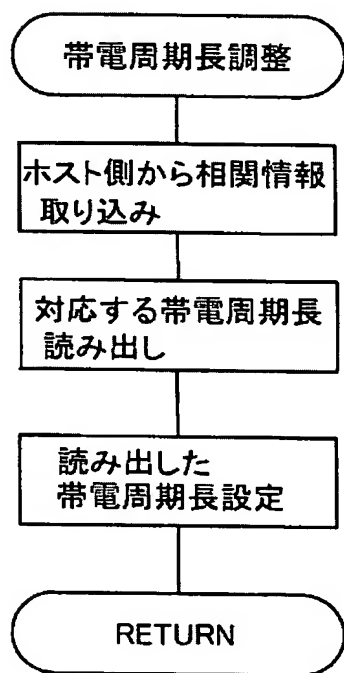 帯電周期長調整
ホスト側から相関情報
取り込み
対応する帯電周期長
読み出し
読み出した
帯電周期長設定
RETURN